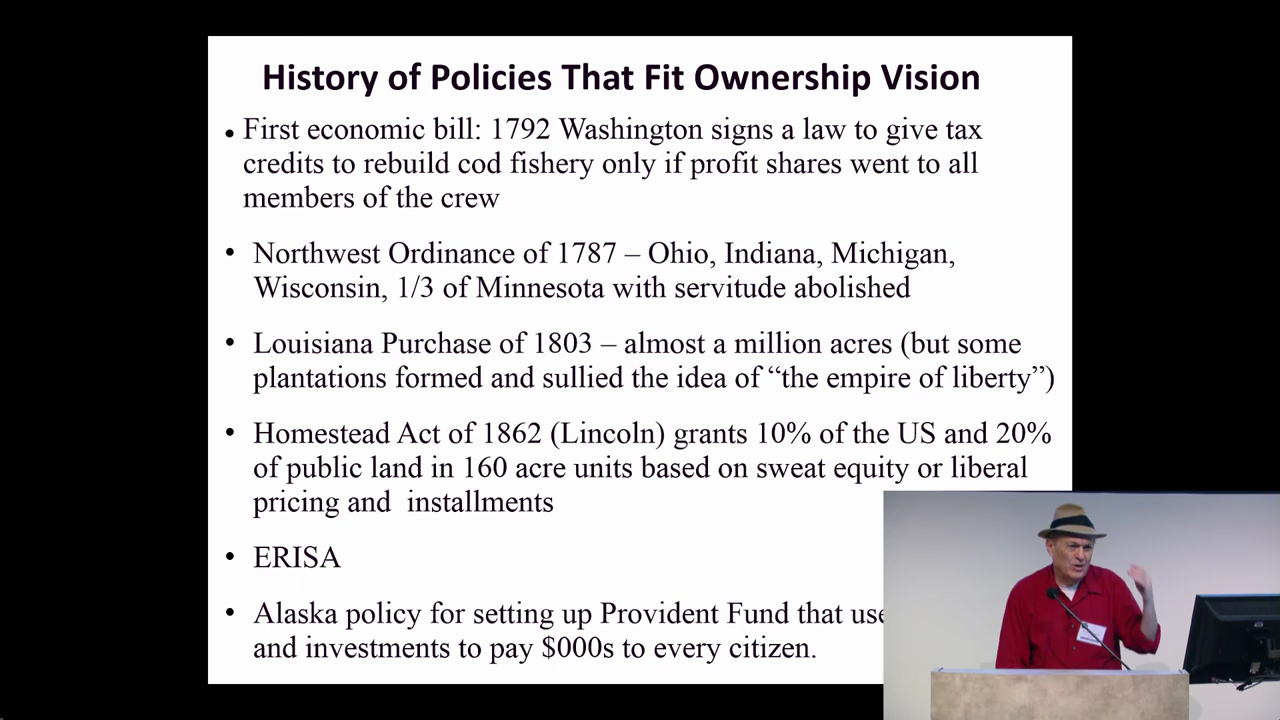 History of Policies That Fit Ownership Vision
• First economic bill: 1792 Washington signs a law to give tax
credits to rebuild cod fishery only if profit shares went to all
members of the crew
• Northwest Ordinance of 1787 – Ohio, Indiana, Michigan,
Wisconsin, 1/3 of Minnesota with servitude abolished
• Louisiana Purchase of 1803 – almost a million acres (but some
plantations formed and sullied the idea of “the empire of liberty”)
• Homestead Act of 1862 (Lincoln) grants 10% of the US and 20%
of public land in 160 acre units based on sweat equity or liberal
pricing and  installments
• ERISA
• Alaska policy for setting up Provident Fund that use
and investments to pay $000s to every citizen.